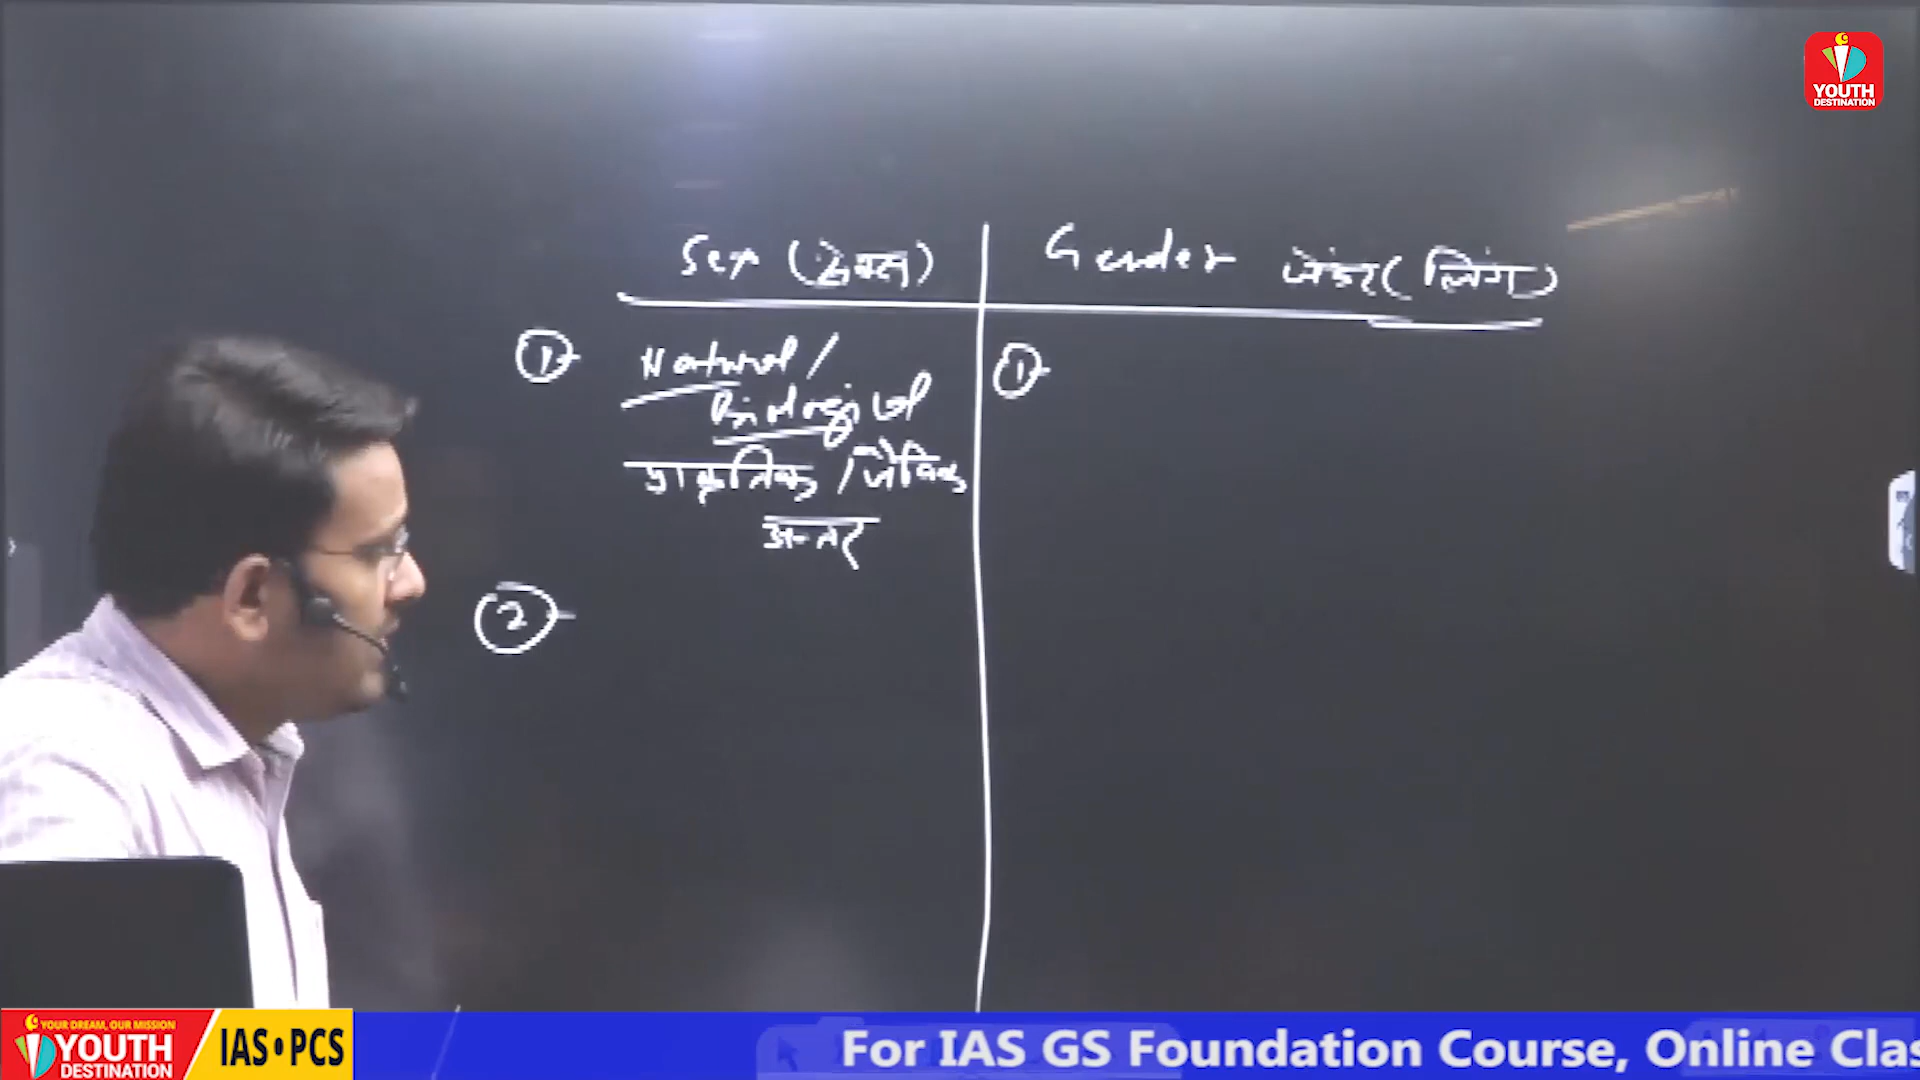 YOUTH
DESTINATION
Sex (सेक्स)
Gender जेंडर (लिंग)
① Natural /
Biological
प्राकृतिक / जैविक
अन्तर
①
②
YOUR DREAM, OUR MISSION
YOUTH
DESTINATION
IAS•PCS
For IAS GS Foundation Course, Online Clas